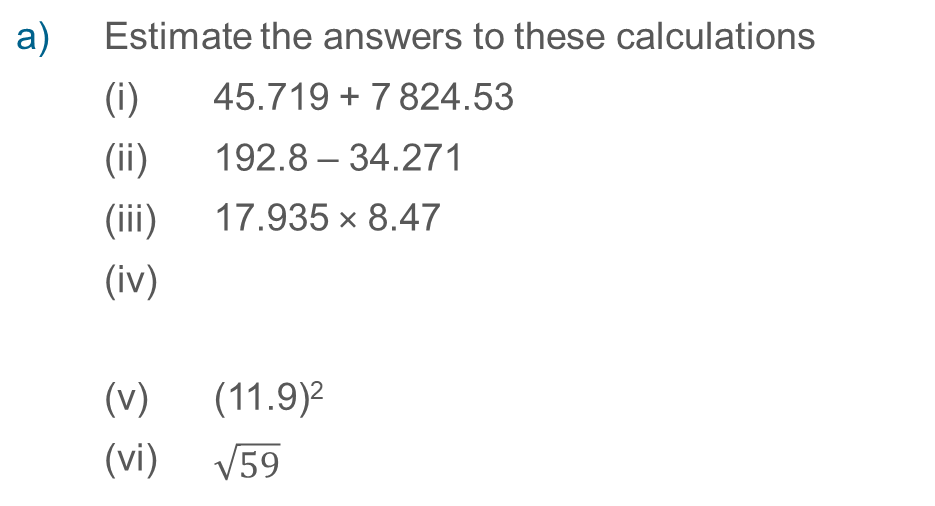 a) Estimate the answers to these calculations
(i) 45.719 + 7 824.53
(ii) 192.8 – 34.271
(iii) 17.935 × 8.47
(iv)
(v) (11.9)²
(vi) √59